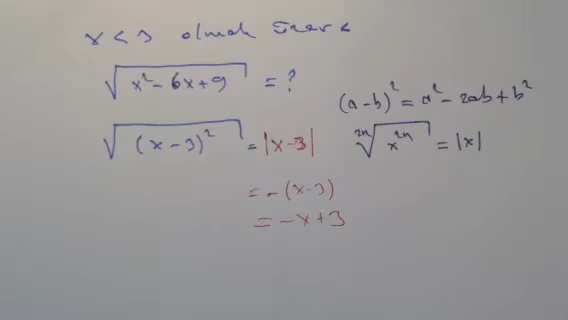 x < 3 olmak üzere
√(x² - 6x + 9) = ?
(a-b)² = a² - 2ab + b²
√((x - 3)²) = |x-3|
²ⁿ√(x²ⁿ) = |x|
= -(x-3)
= -x+3